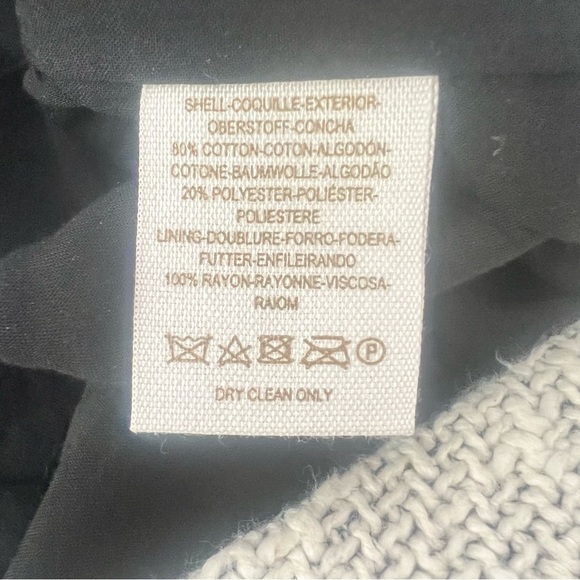 SHELL-COQUILLE-EXTERIOR-
OBERSTOFF-CONCHA
80% COTTON-COTON-ALGODÓN-
COTONE-BAUMWOLLE-ALGODÃO
20% POLYESTER-POLIÉSTER-
POLIESTERE
LINING-DOUBLURE-FORRO-FODERA-
FUTTER-ENFILEIRANDO
100% RAYON-RAYONNE-VISCOSA-
RAIOM
P
DRY CLEAN ONLY